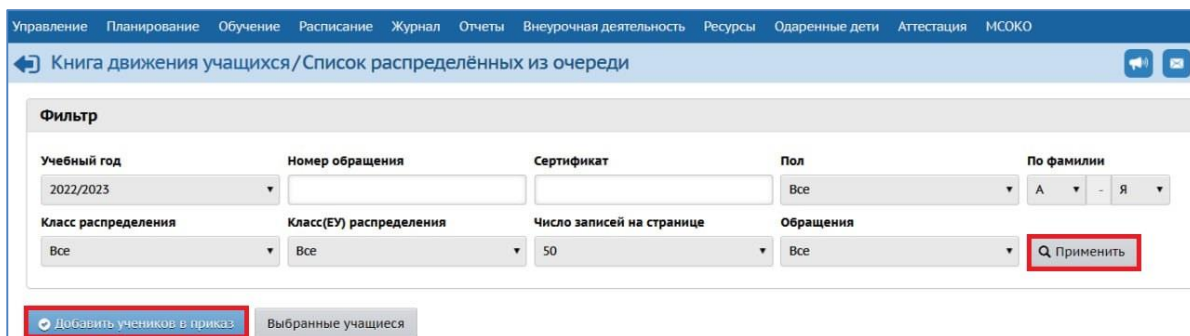 Управление Планирование Обучение Расписание Журнал Отчеты Внеурочная деятельность Ресурсы Одаренные дети Аттестация МСОКО
Книга движения учащихся/Список распределённых из очереди
Фильтр
Учебный год Номер обращения Сертификат Пол По фамилии
2022/2023 Все А - Я
Класс распределения Класс(ЕУ) распределения Число записей на странице Обращения
Все Все 50 Все Применить
Добавить учеников в приказ Выбранные учащиеся